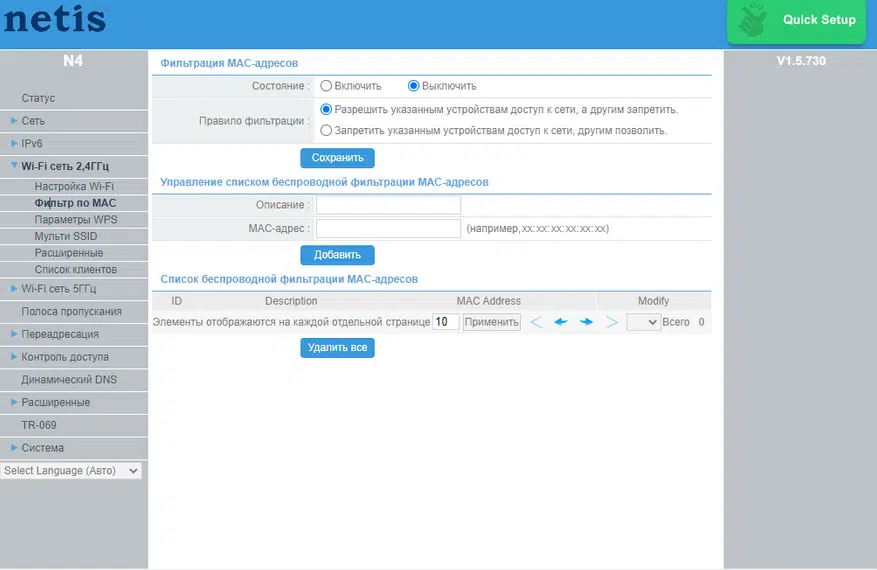 netis
Quick Setup
N4
V1.5.730
Статус
Сеть
IPv6
Wi-Fi сеть 2,4ГГц
Настройка Wi-Fi
Фильтр по MAC
Параметры WPS
Мульти SSID
Расширенные
Список клиентов
Wi-Fi сеть 5ГГц
Полоса пропускания
Переадресация
Контроль доступа
Динамический DNS
Расширенные
TR-069
Система
Select Language (Авто)
Фильтрация MAC-адресов
Состояние : Включить Выключить
Правило фильтрации : Разрешить указанным устройствам доступ к сети, а другим запретить.
Запретить указанным устройствам доступ к сети, другим позволить.
Сохранить
Управление списком беспроводной фильтрации MAC-адресов
Описание :
MAC-адрес : (например,xx:xx:xx:xx:xx:xx)
Добавить
Список беспроводной фильтрации MAC-адресов
ID Description MAC Address Modify
Элементы отображаются на каждой отдельной странице 10 Применить Всего 0
Удалить все